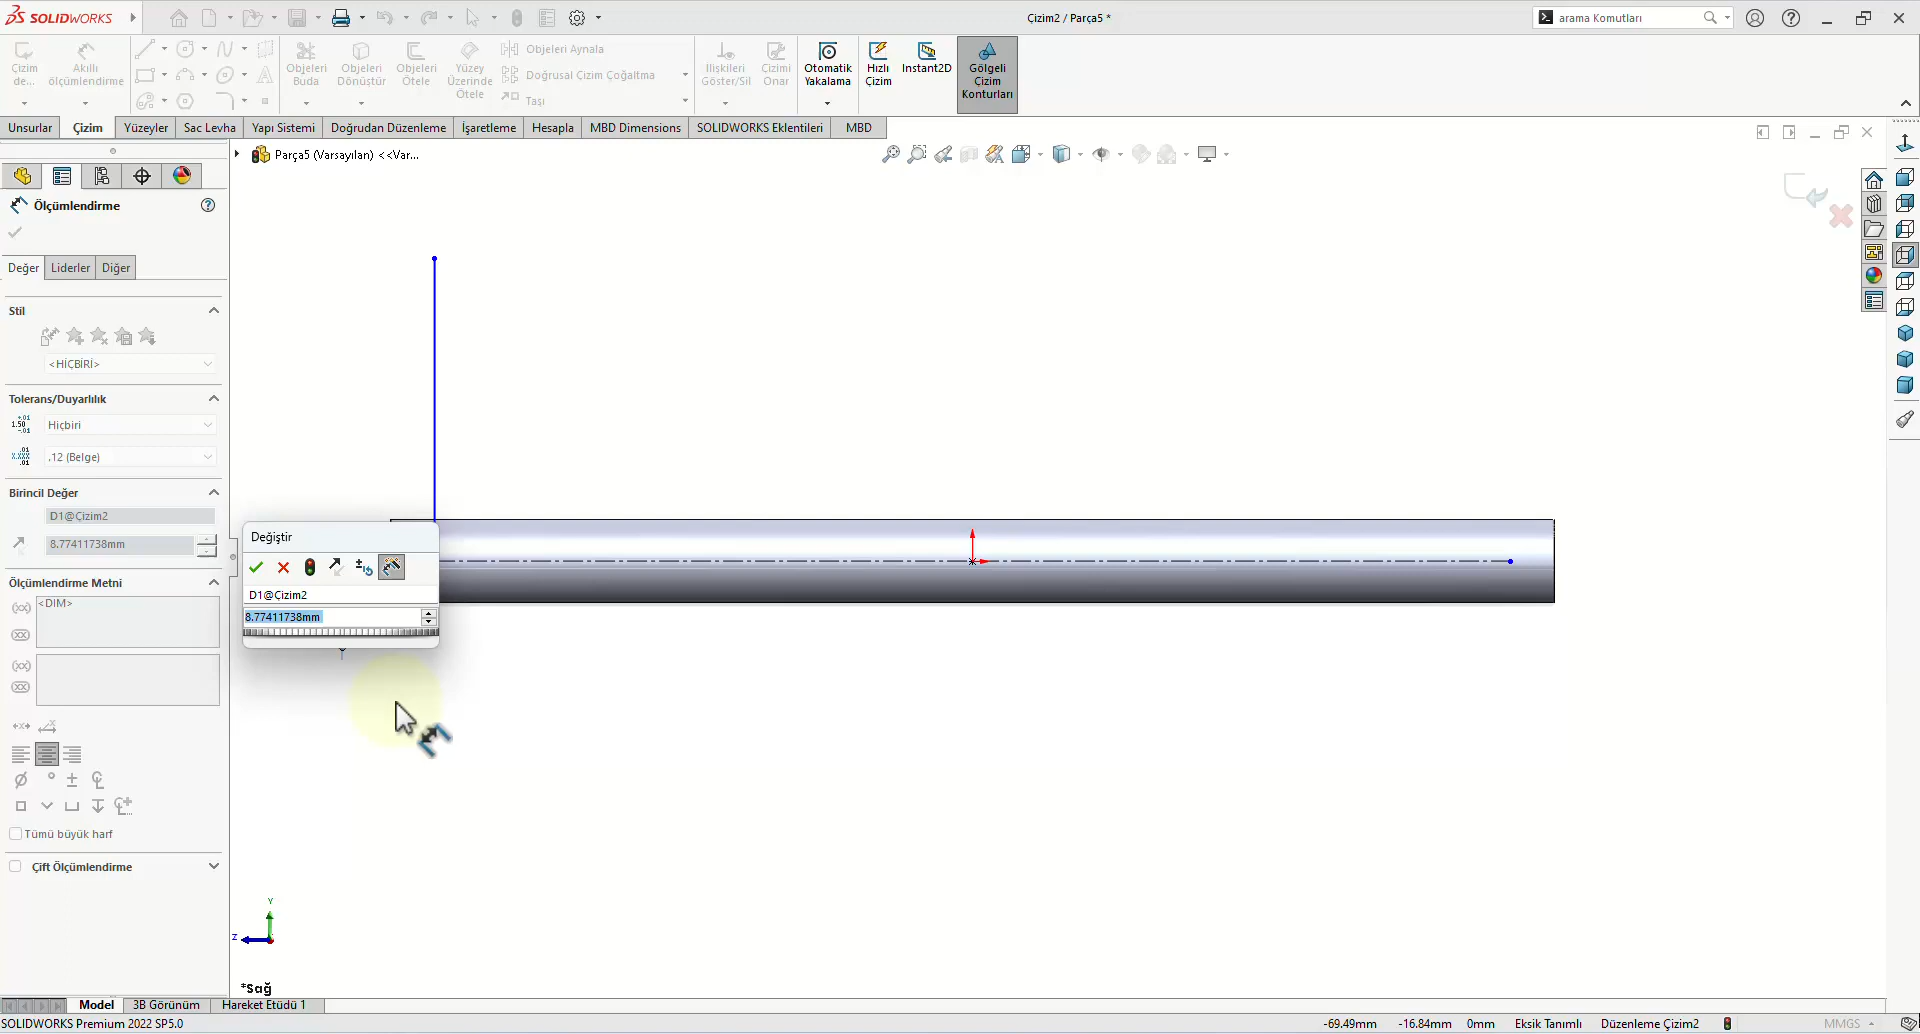 SOLIDWORKS
Çizim2 / Parça5 *
arama Komutları
Çizim
de...
Akıllı
ölçümlendirme
Objeleri
Buda
Objeleri
Dönüştür
Objeleri
Ötele
Yüzey
Üzerinde
Ötele
Objeleri Aynala
Doğrusal Çizim Çoğaltma
Taşı
İlişkileri
Göster/Sil
Çizimi
Onar
Otomatik
Yakalama
Hızlı
Çizim
Instant2D
Gölgeli
Çizim
Konturları
Unsurlar
Çizim
Yüzeyler
Sac Levha
Yapı Sistemi
Doğrudan Düzenleme
İşaretleme
Hesapla
MBD Dimensions
SOLIDWORKS Eklentileri
MBD
Parça5 (Varsayılan) <<Var...
Ölçümlendirme
Değer
Liderler
Diğer
Stil
<HİÇBİRİ>
Tolerans/Duyarlılık
Hiçbiri
.12 (Belge)
Birincil Değer
D1@Çizim2
8.77411738mm
Ölçümlendirme Metni
<DIM>
Tümü büyük harf
Çift Ölçümlendirme
Değiştir
D1@Çizim2
8.77411738mm
Y
Z
*Sağ
Model
3B Görünüm
Hareket Etüdü 1
SOLIDWORKS Premium 2022 SP5.0
-69.49mm
-16.84mm
0mm
Eksik Tanımlı
Düzenleme Çizim2
MMGS